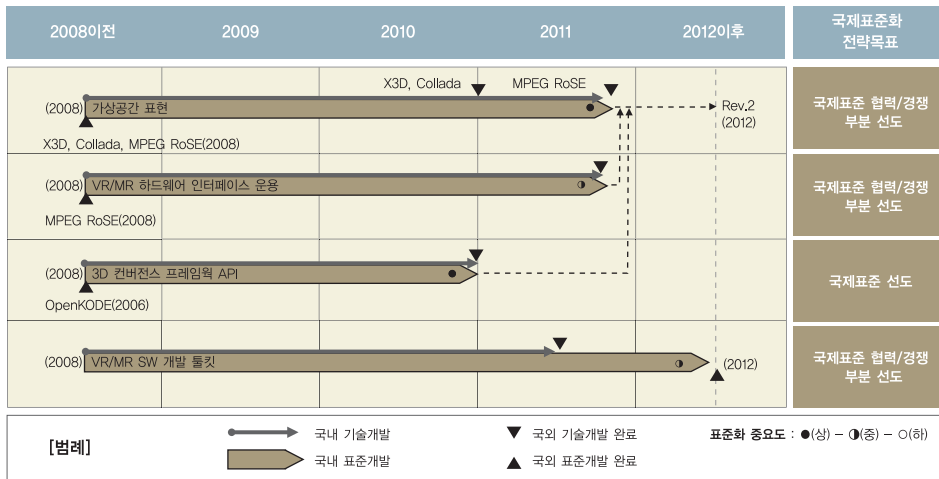 2008이전 2009 2010 2011 2012이후
국제표준화
전략목표
X3D, Collada MPEG RoSE
(2008) 가상공간 표현
Rev.2
(2012)
X3D, Collada, MPEG RoSE(2008)
국제표준 협력/경쟁
부분 선도
(2008) VR/MR 하드웨어 인터페이스 운용
MPEG RoSE(2008)
국제표준 협력/경쟁
부분 선도
(2008) 3D 컨버전스 프레임웍 API
OpenKODE(2006)
국제표준 선도
(2008) VR/MR SW 개발 툴킷
(2012)
국제표준 협력/경쟁
부분 선도
[범례]
국내 기술개발 국외 기술개발 완료 표준화 중요도 : ●(상) – ◑(중) – ○(하)
국내 표준개발 국외 표준개발 완료